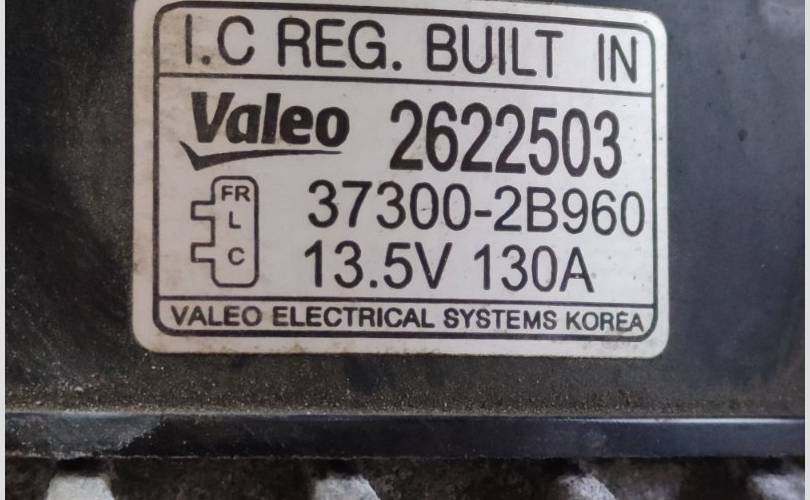 I.C REG. BUILT IN
Valeo 2622503
FR
L
C
37300-2B960
13.5V 130A
VALEO ELECTRICAL SYSTEMS KOREA